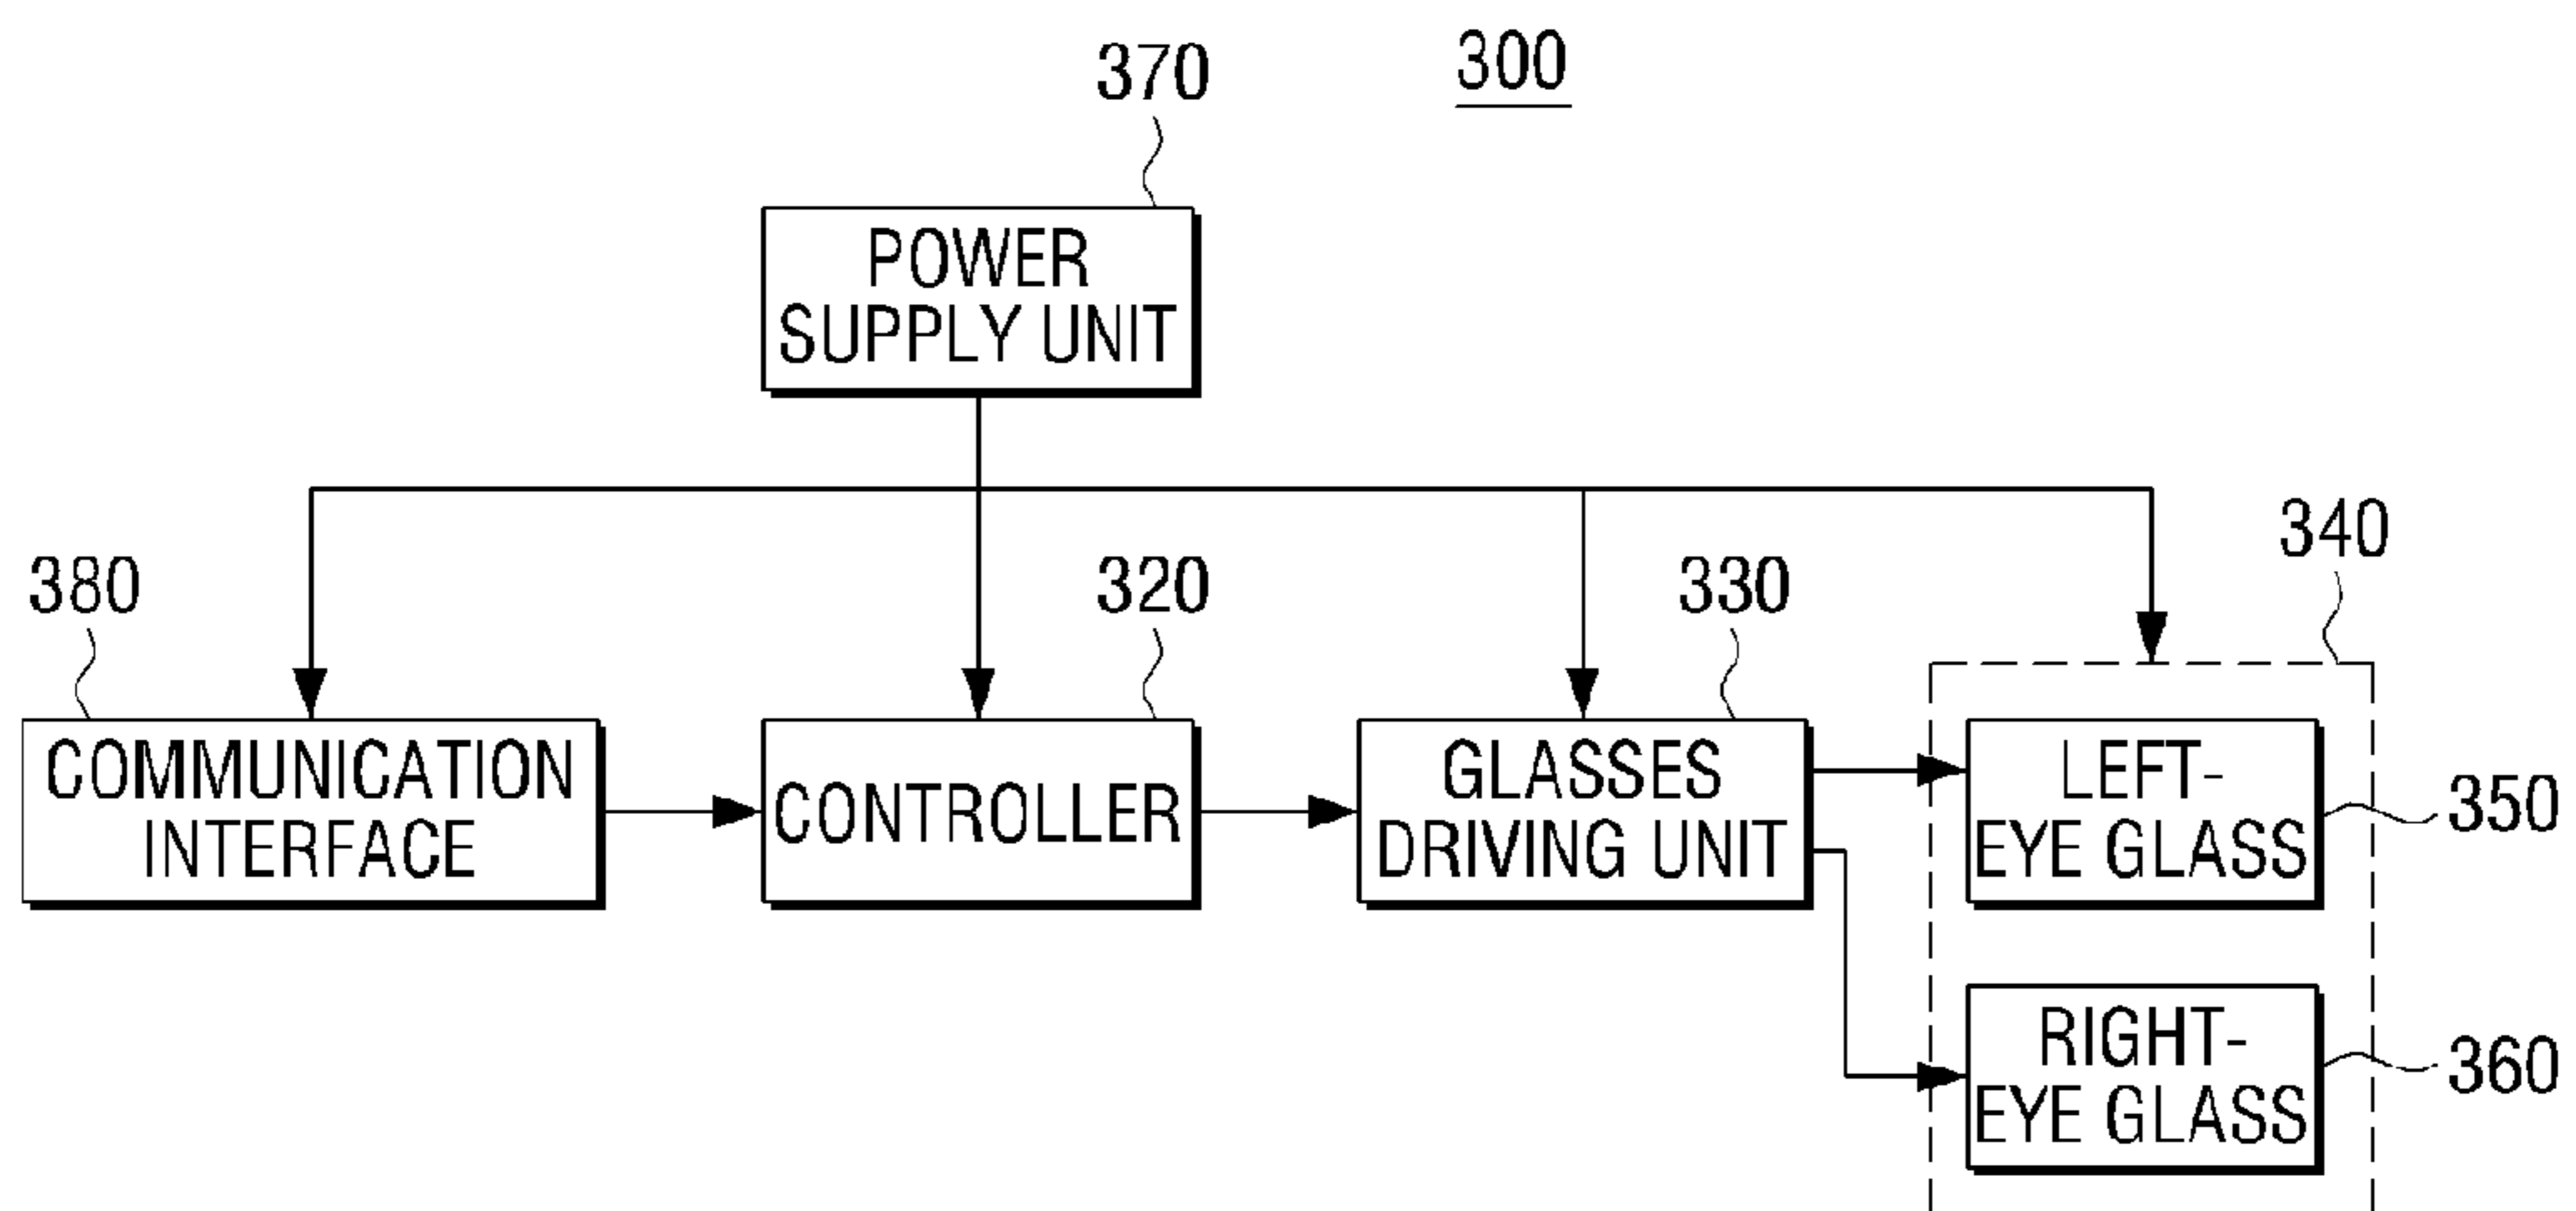 300
370
POWER
SUPPLY UNIT
340
380
320
330
COMMUNICATION
INTERFACE
CONTROLLER
GLASSES
DRIVING UNIT
LEFT-
EYE GLASS
350
RIGHT-
EYE GLASS
360